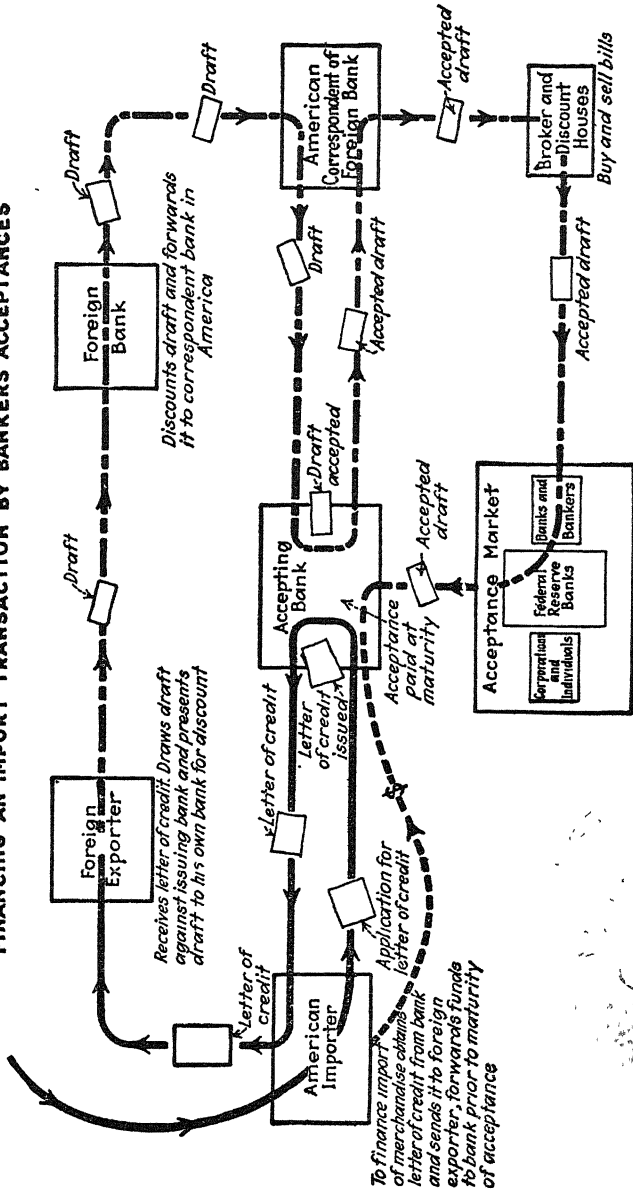 FINANCING AN IMPORT TRANSACTION BY BANKERS ACCEPTANCES
Foreign
Exporter
Receives letter of credit. Draws draft
against issuing bank and presents
draft to his own bank for discount
Draft
Foreign
Bank
Discounts draft and forwards
it to correspondent bank in
America
Draft
Draft
Letter of
credit
American
Importer
To finance import
of merchandise obtains
letter of credit from bank
and sends it to foreign
exporter, forwards funds
to bank prior to maturity
of acceptance
Letter of credit
Application for
letter of credit
Letter
of credit
issued
Accepting
Bank
Draft
accepted
Draft
Accepted draft
American
Correspondent of
Foreign Bank
Accepted
draft
Acceptance
paid at
maturity
Accepted
draft
$
Acceptance Market
Corporations
and
Individuals
Federal
Reserve
Banks
Banks and
Bankers
Accepted draft
Broker and
Discount
Houses
Buy and sell bills